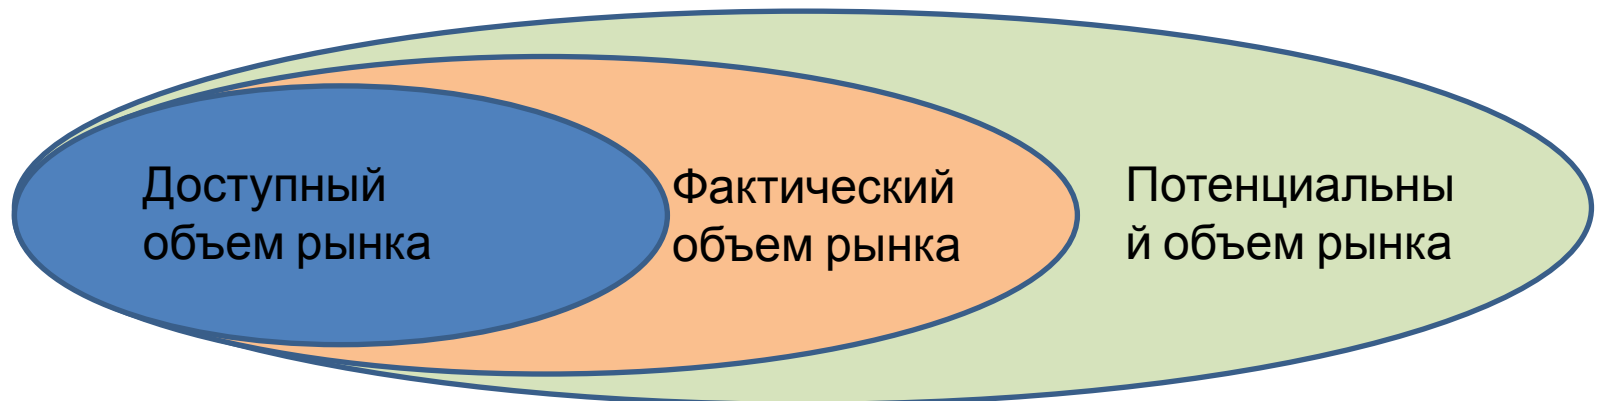 Доступный
объем рынка
Фактический
объем рынка
Потенциальны
й объем рынка